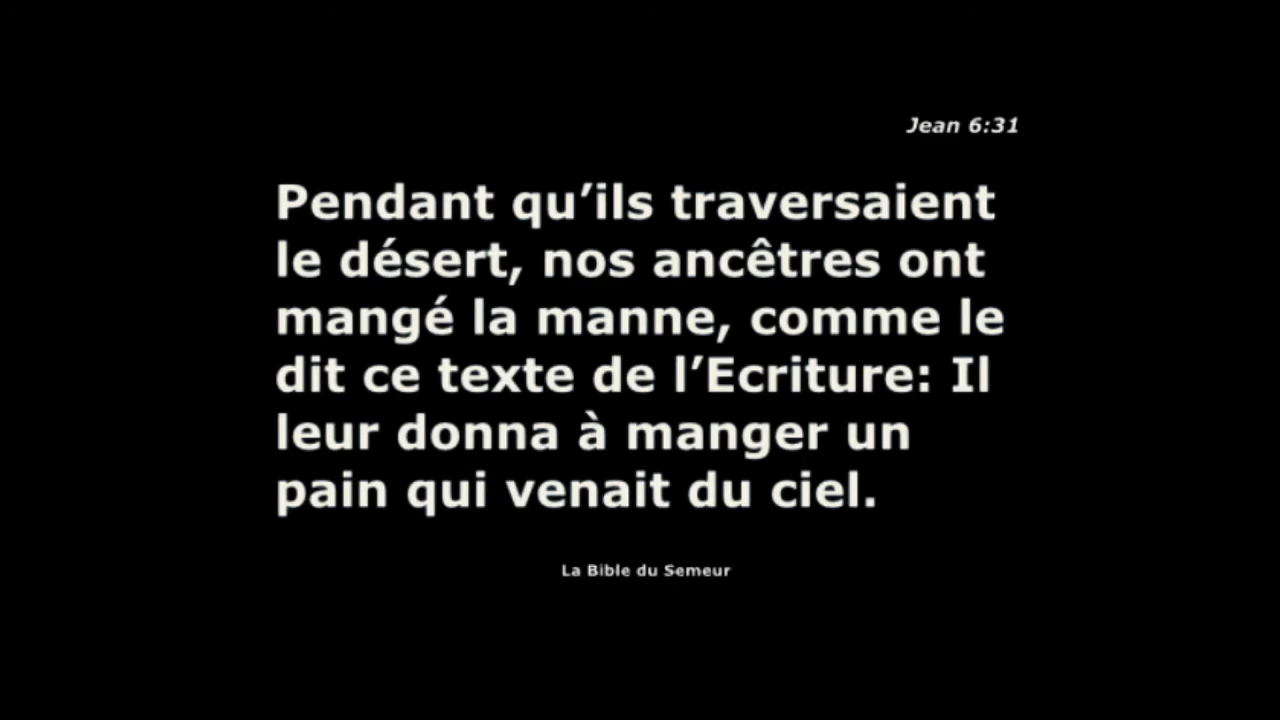 Jean 6:31
Pendant qu’ils traversaient
le désert, nos ancêtres ont
mangé la manne, comme le
dit ce texte de l’Ecriture: Il
leur donna à manger un
pain qui venait du ciel.
La Bible du Semeur